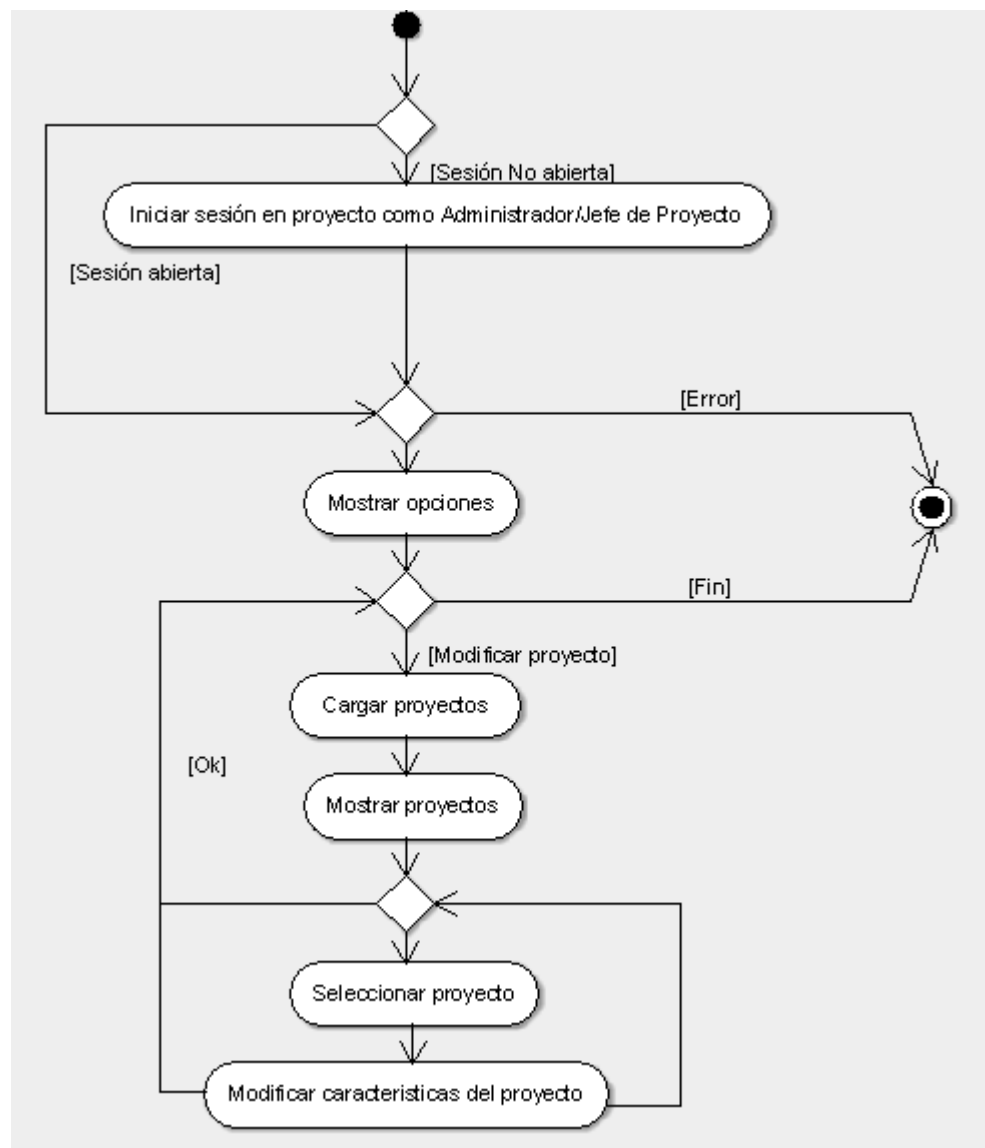 [Sesión No abierta]
Iniciar sesión en proyecto como Administrador/Jefe de Proyecto
[Sesión abierta]
[Error]
Mostrar opciones
[Fin]
[Modificar proyecto]
Cargar proyectos
[Ok]
Mostrar proyectos
Seleccionar proyecto
Modificar caracteristicas del proyecto